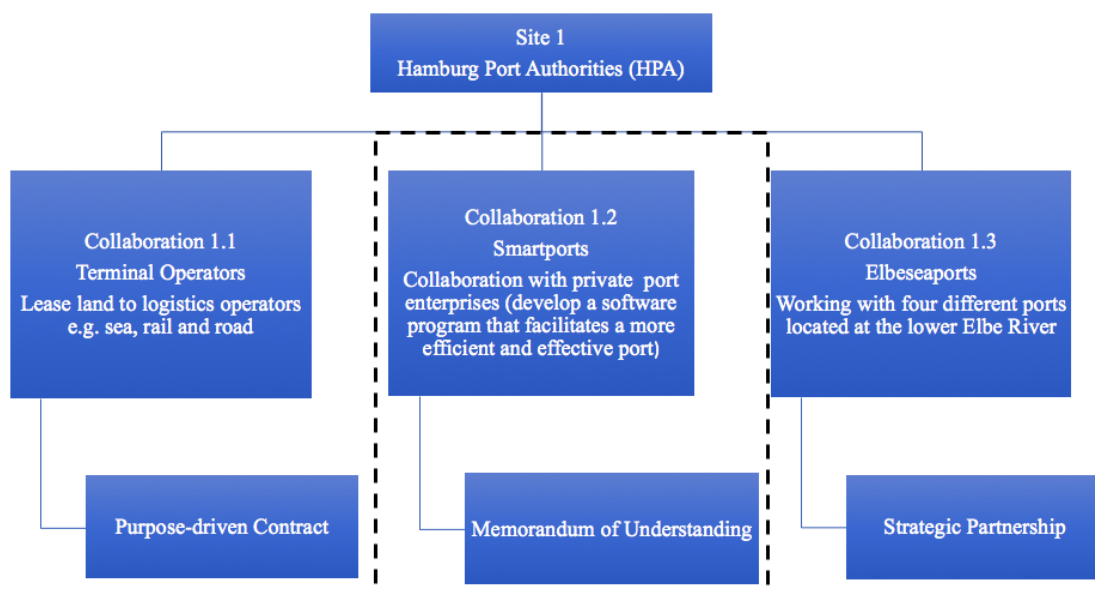 Site 1
Hamburg Port Authorities (HPA)
Collaboration 1.1
Terminal Operators
Lease land to logistics operators
e.g. sea, rail and road
Purpose-driven Contract
Collaboration 1.2
Smartports
Collaboration with private port
enterprises (develop a software
program that facilitates a more
efficient and effective port)
Memorandum of Understanding
Collaboration 1.3
Elbeseaports
Working with four different ports
located at the lower Elbe River
Strategic Partnership